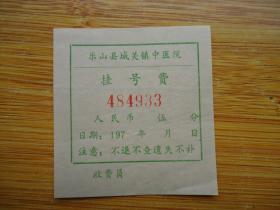 乐山县城关镇中医院
挂号费
484933
人民币 伍 分
日期:197 年 月 日
注意:不退不查遗失不补
收费员